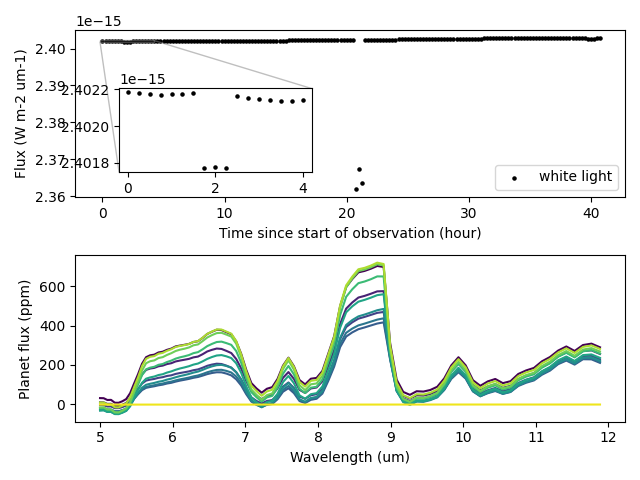 1e−15
2.40
2.39
2.38
2.37
2.36
Flux (W m-2 um-1)
1e−15
2.4022
2.4020
2.4018
0 2 4
white light
0 10 20 30 40
Time since start of observation (hour)
600
400
200
0
Planet flux (ppm)
5 6 7 8 9 10 11 12
Wavelength (um)